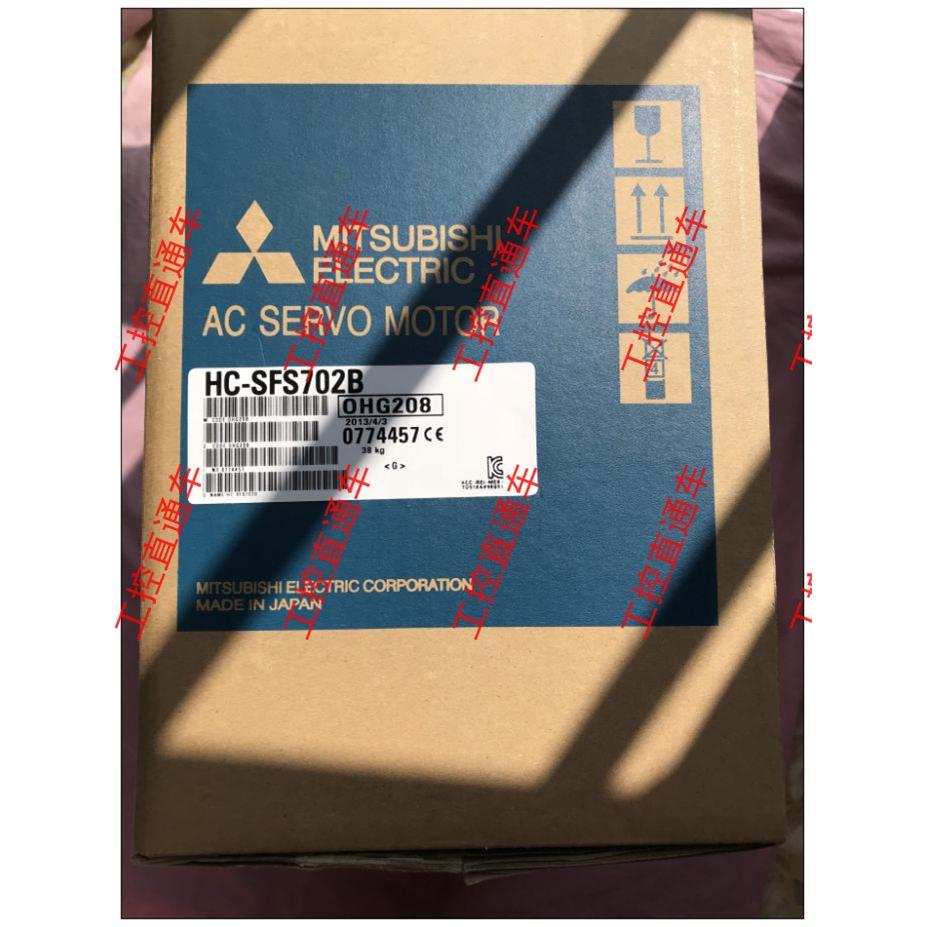 MITSUBISHI
ELECTRIC
AC SERVO MOTOR
HC-SFS702B
OHG208
2013/4/3
0774457 CE
38 kg
<G>
MITSUBISHI ELECTRIC CORPORATION
MADE IN JAPAN
4
工控直通车
工控直通车
工控直通车
工控直通车
工控直通车
工控直通车
工控直通车
工控直通车